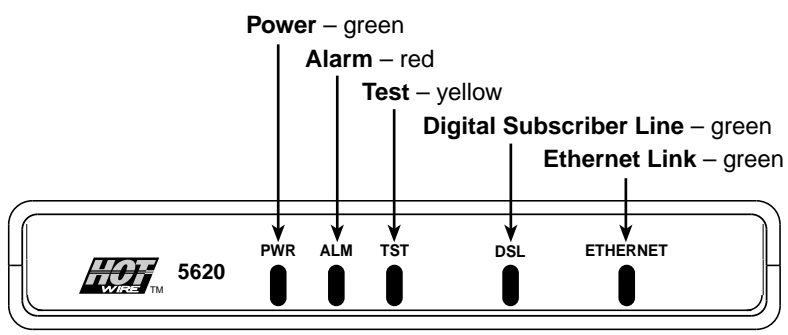 Power – green
Alarm – red
Test – yellow
Digital Subscriber Line – green
Ethernet Link – green
HOT WIRE TM 5620 PWR ALM TST DSL ETHERNET